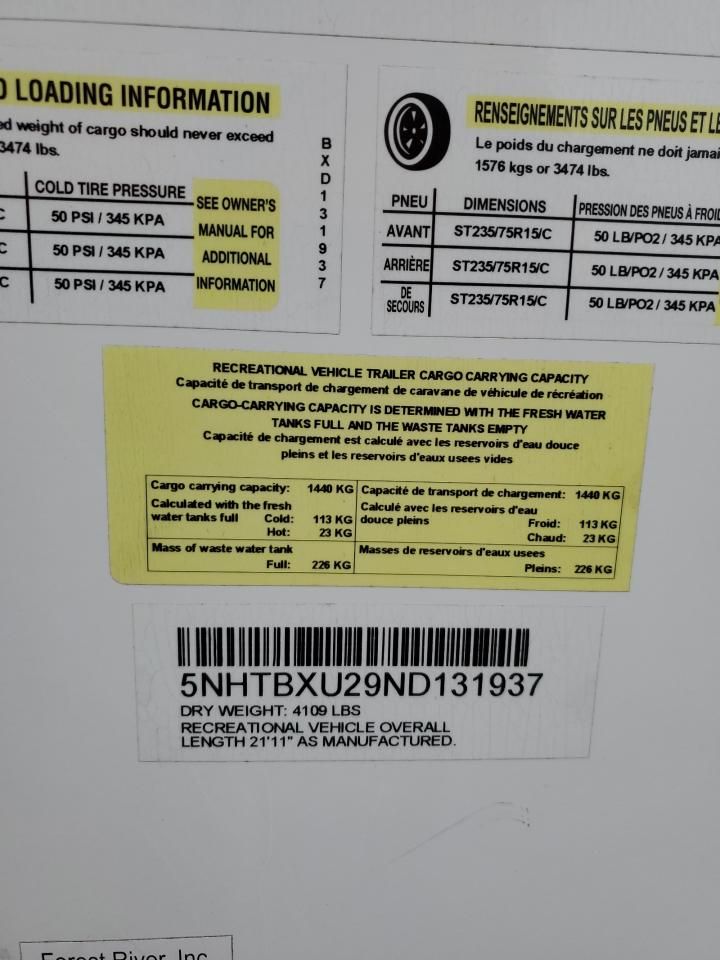 LOADING INFORMATION
weight of cargo should never exceed
3474 lbs.
COLD TIRE PRESSURE
C 50 PSI / 345 KPA
C 50 PSI / 345 KPA
C 50 PSI / 345 KPA
SEE OWNER'S
MANUAL FOR
ADDITIONAL
INFORMATION
B
X
D
1
3
1
9
3
7
RENSEIGNEMENTS SUR LES PNEUS ET
Le poids du chargement ne doit
1576 kgs or 3474 lbs.
PNEU DIMENSIONS PRESSION DES PNEUS À
AVANT ST235/75R15/C 50 LB/PO2 / 345 KPA
ARRIÈRE ST235/75R15/C 50 LB/PO2 / 345 KPA
DE
SECOURS ST235/75R15/C 50 LB/PO2 / 345 KPA
RECREATIONAL VEHICLE TRAILER CARGO CARRYING CAPACITY
Capacité de transport de chargement de caravane de véhicule de récréation
CARGO-CARRYING CAPACITY IS DETERMINED WITH THE FRESH WATER
TANKS FULL AND THE WASTE TANKS EMPTY
Capacité de chargement est calculé avec les reservoirs d'eau douce
pleins et les reservoirs d'eaux usees vides
Cargo carrying capacity: 1440 KG
Calculated with the fresh
water tanks full Cold: 113 KG
Hot: 23 KG
Mass of waste water tank
Full: 226 KG
Capacité de transport de chargement: 1440 KG
Calculé avec les reservoirs d'eau
douce pleins Froid: 113 KG
Chaud: 23 KG
Masses de reservoirs d'eaux usees
Pleins: 226 KG
5NHTBXU29ND131937
DRY WEIGHT: 4109 LBS
RECREATIONAL VEHICLE OVERALL
LENGTH 21'11" AS MANUFACTURED.
Forest River, Inc.